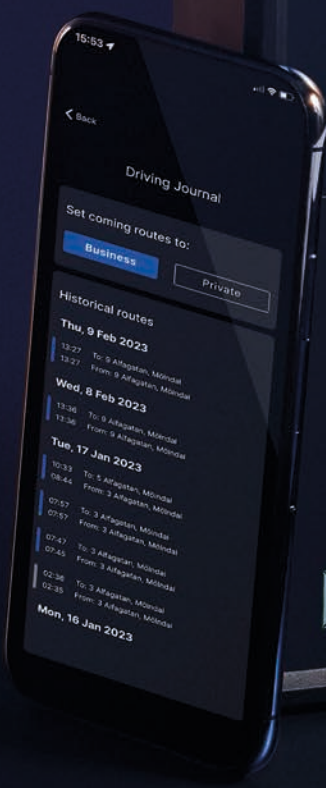 15:53
Back
Driving Journal
Set coming routes to:
Business
Private
Historical routes
Thu, 9 Feb 2023
13:27 To: 9 Alfagatan, Mölndal
13:27 From: 9 Alfagatan, Mölndal
Wed, 8 Feb 2023
13:36 To: 9 Alfagatan, Mölndal
13:36 From: 9 Alfagatan, Mölndal
Tue, 17 Jan 2023
10:33 To: 5 Alfagatan, Mölndal
08:44 From: 3 Alfagatan, Mölndal
07:57 To: 3 Alfagatan, Mölndal
07:57 From: 3 Alfagatan, Mölndal
07:47 To: 3 Alfagatan, Mölndal
07:45 From: 3 Alfagatan, Mölndal
02:36 To: 3 Alfagatan, Mölndal
02:35 From: 3 Alfagatan, Mölndal
Mon, 16 Jan 2023